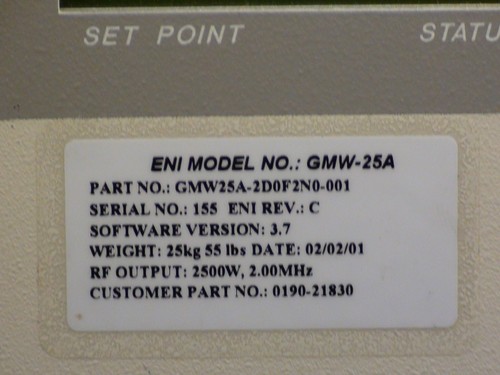 SET POINT
ENI MODEL NO.: GMW-25A
PART NO.: GMW25A-2D0F2N0-001
SERIAL NO.: 155 ENI REV.: C
SOFTWARE VERSION: 3.7
WEIGHT: 25kg 55 lbs DATE: 02/02/01
RF OUTPUT: 2500W, 2.00MHz
CUSTOMER PART NO.: 0190-21830